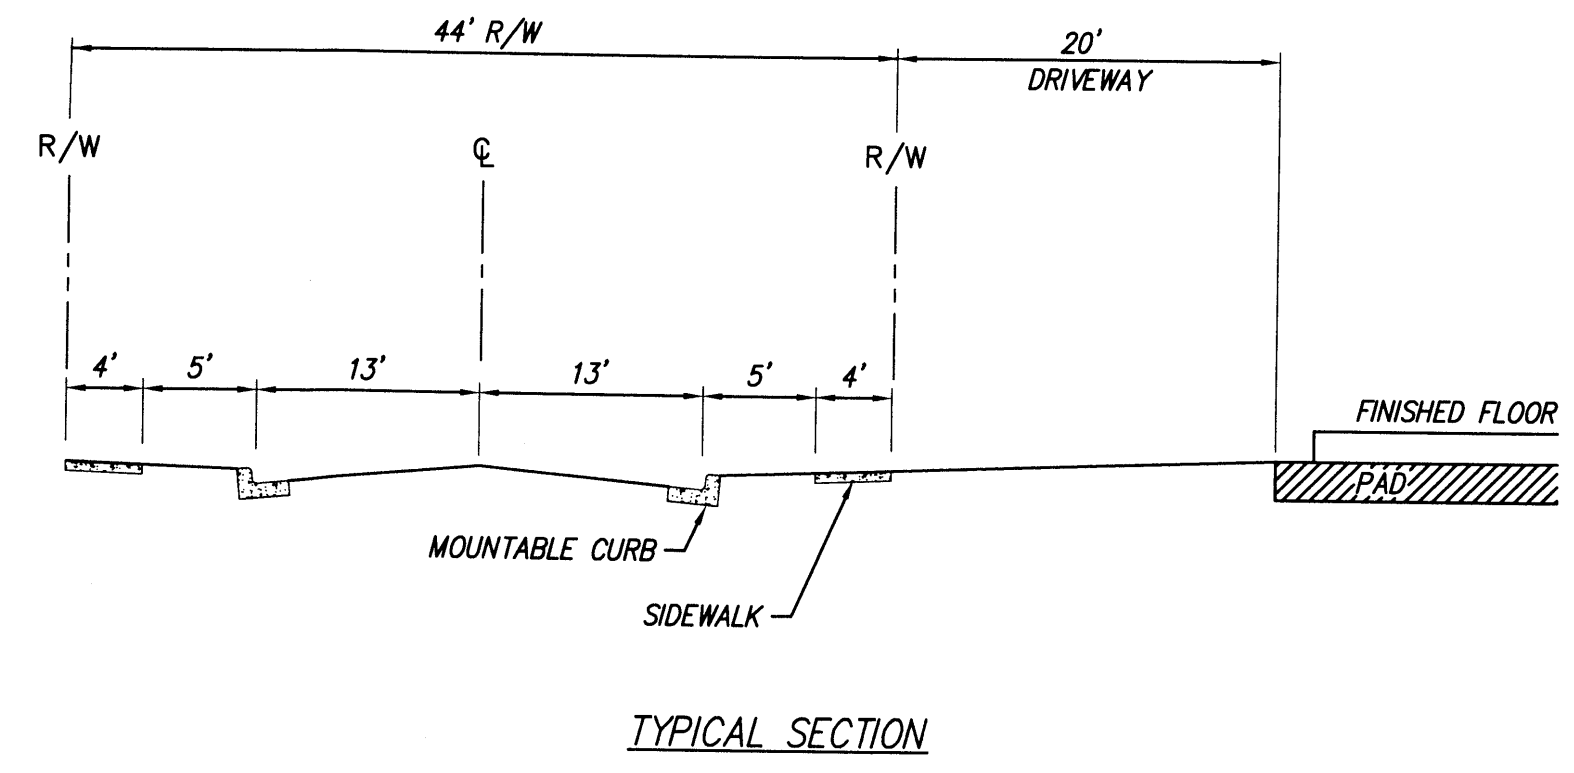 44' R/W
20'
DRIVEWAY
R/W
℄
R/W
4'
5'
13'
13'
5'
4'
FINISHED FLOOR
PAD
MOUNTABLE CURB
SIDEWALK
TYPICAL SECTION